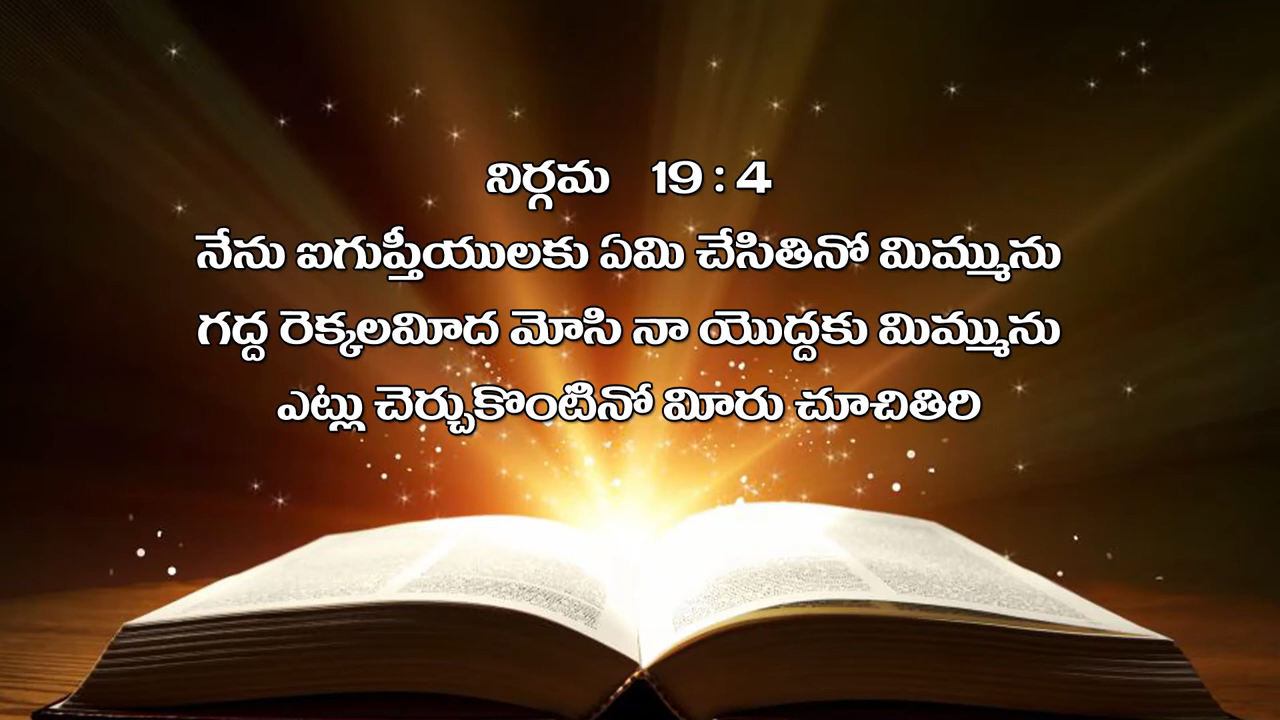 నిర్గమ 19 : 4
నేను ఐగుప్తీయులకు ఏమి చేసితినో మిమ్మును
గద్ద రెక్కలమీద మోసి నా యొద్దకు మిమ్మును
ఎట్లు చెర్చుకొంటినో మీరు చూచితిరి